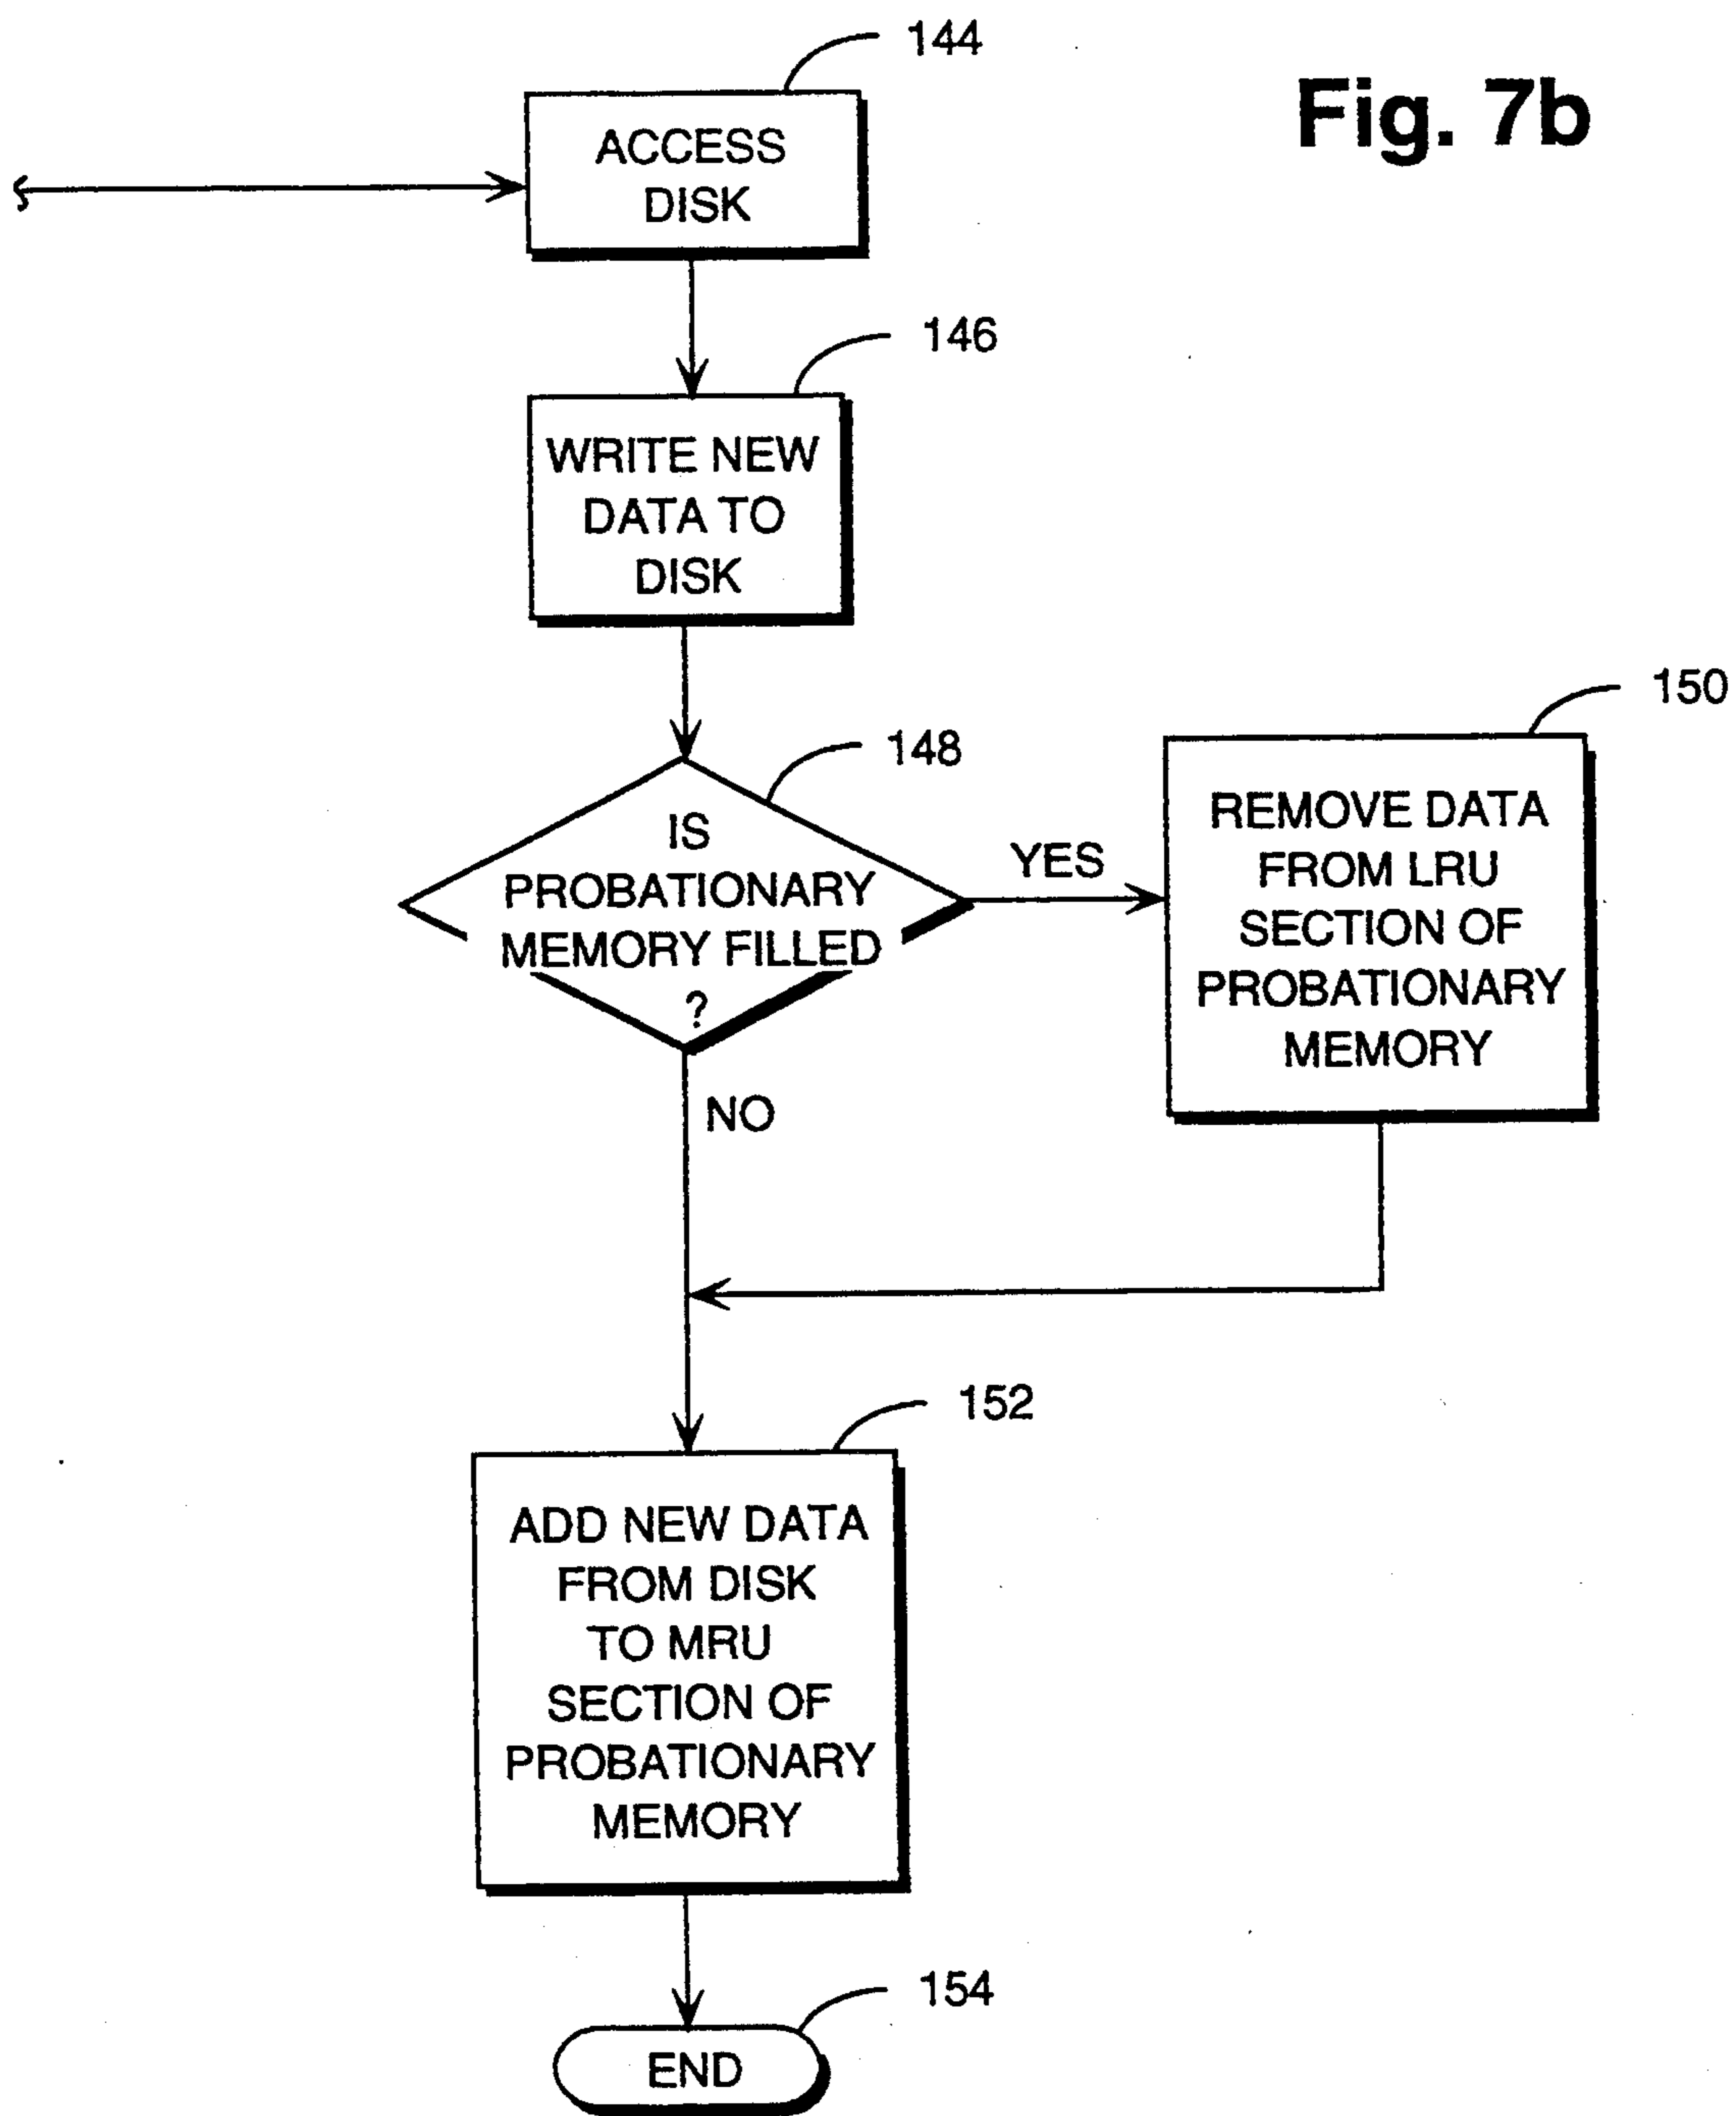 144
Fig. 7b
ACCESS
DISK
146
WRITE NEW
DATA TO
DISK
148
150
IS
PROBATIONARY
MEMORY FILLED
?
YES
REMOVE DATA
FROM LRU
SECTION OF
PROBATIONARY
MEMORY
NO
152
ADD NEW DATA
FROM DISK
TO MRU
SECTION OF
PROBATIONARY
MEMORY
154
END